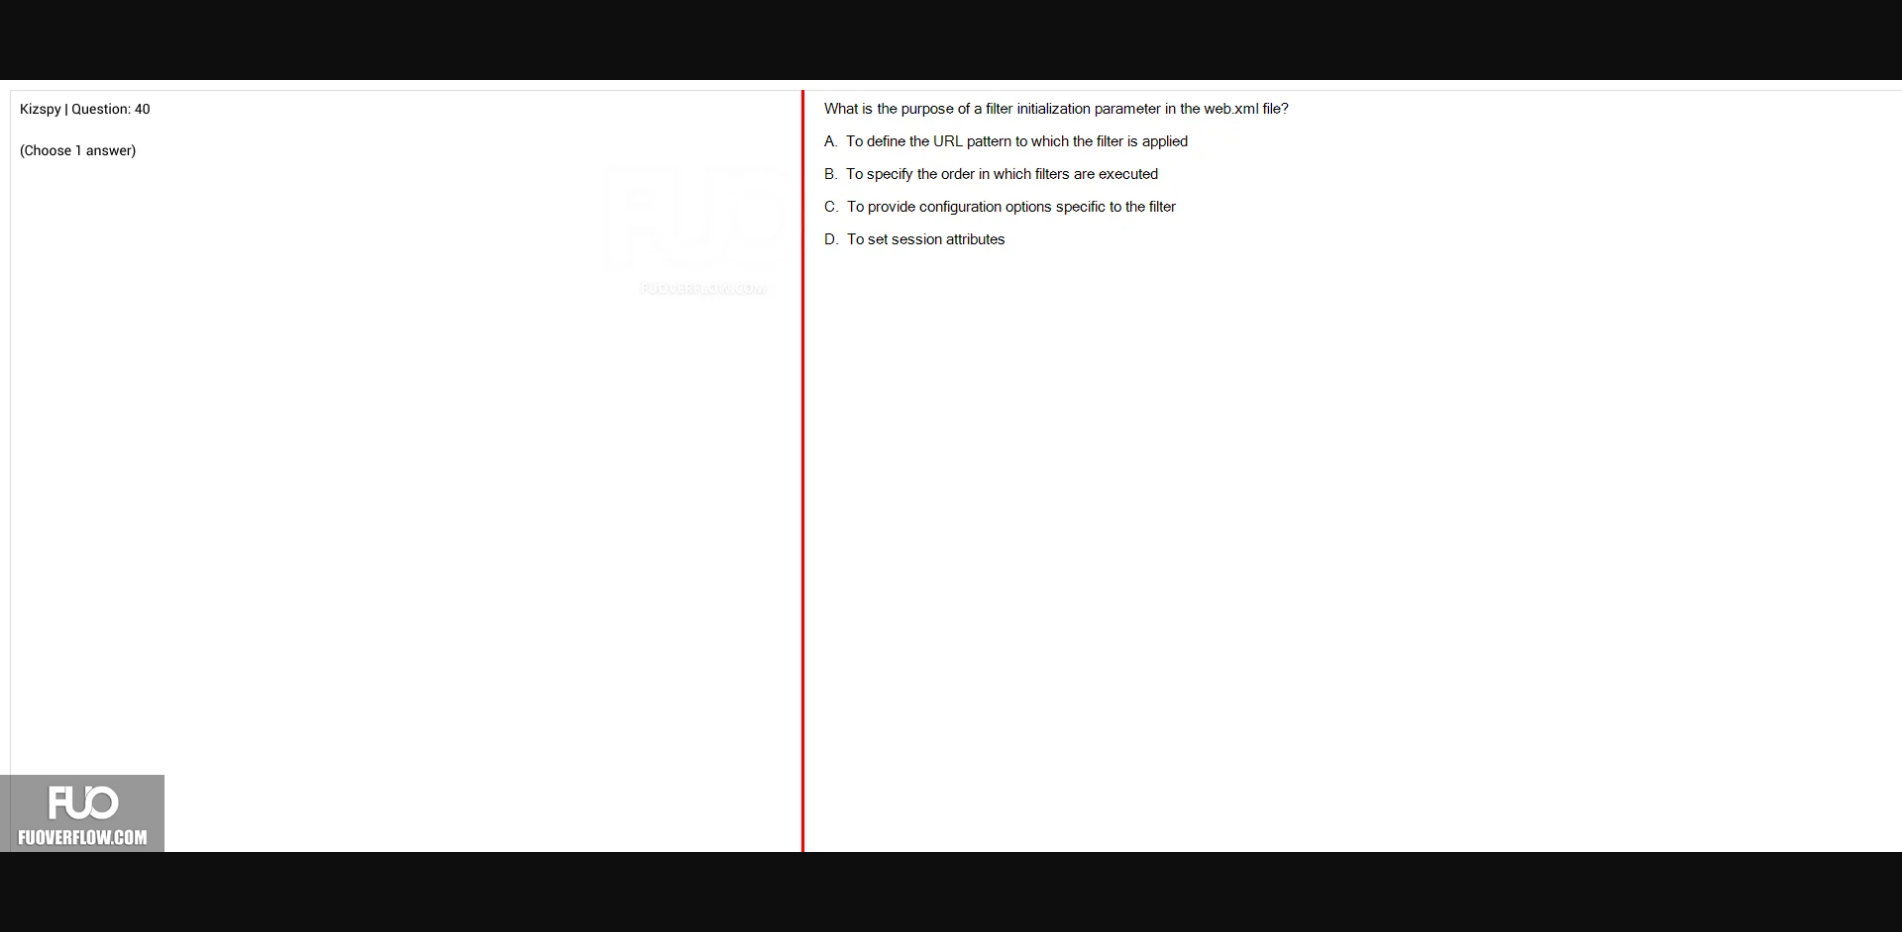 Kizspy | Question: 40
(Choose 1 answer)
What is the purpose of a filter initialization parameter in the web.xml file?
A. To define the URL pattern to which the filter is applied
B. To specify the order in which filters are executed
C. To provide configuration options specific to the filter
D. To set session attributes
FUO
FUOVERFLOW.COM
FUO
FUOVERFLOW.COM